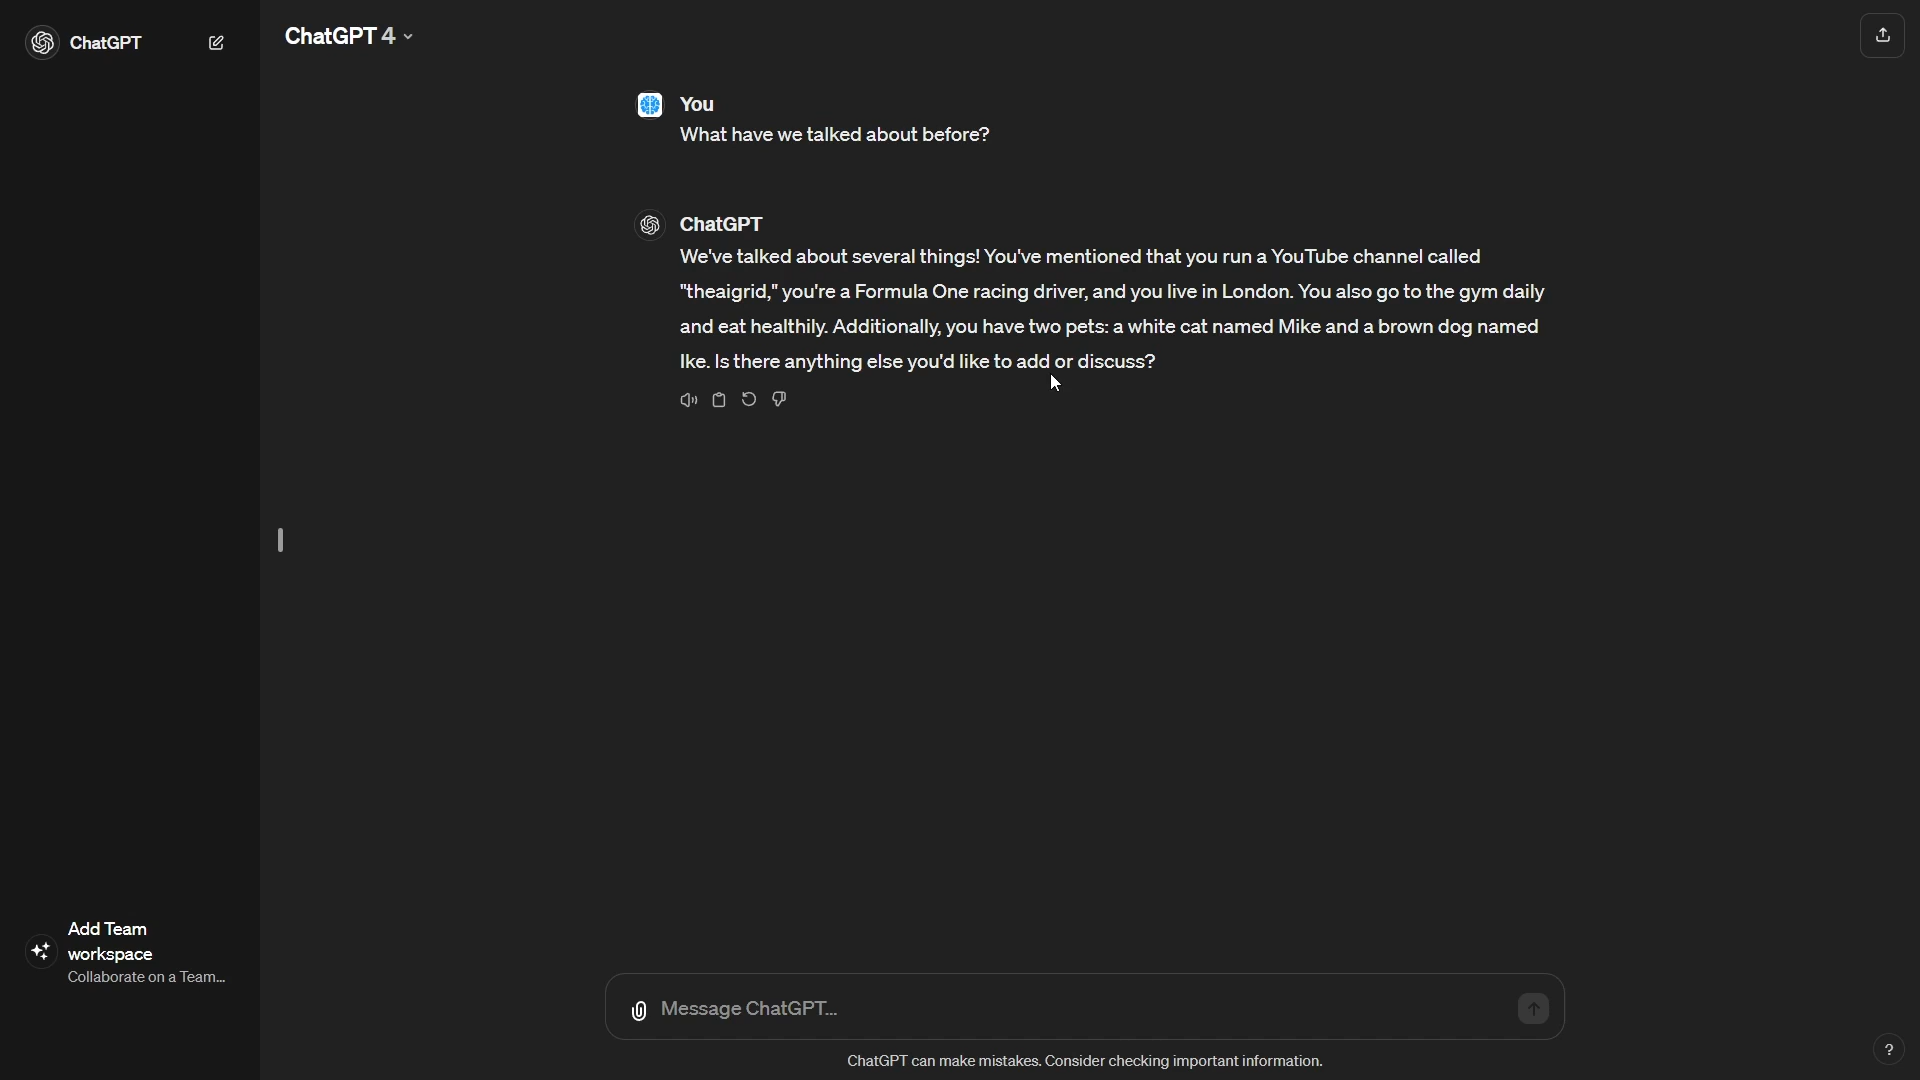 ChatGPT
ChatGPT 4
You
What have we talked about before?
ChatGPT
We've talked about several things! You've mentioned that you run a YouTube channel called
"theaigrid," you're a Formula One racing driver, and you live in London. You also go to the gym daily
and eat healthily. Additionally, you have two pets: a white cat named Mike and a brown dog named
Ike. Is there anything else you'd like to add or discuss?
Add Team
workspace
Collaborate on a Team...
Message ChatGPT...
ChatGPT can make mistakes. Consider checking important information.
?